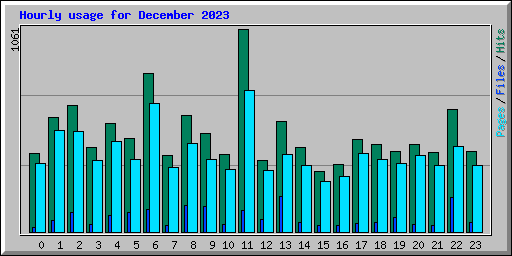 Hourly usage for December 2023
1061
Pages/Files/Hits
0 1 2 3 4 5 6 7 8 9 10 11 12 13 14 15 16 17 18 19 20 21 22 23